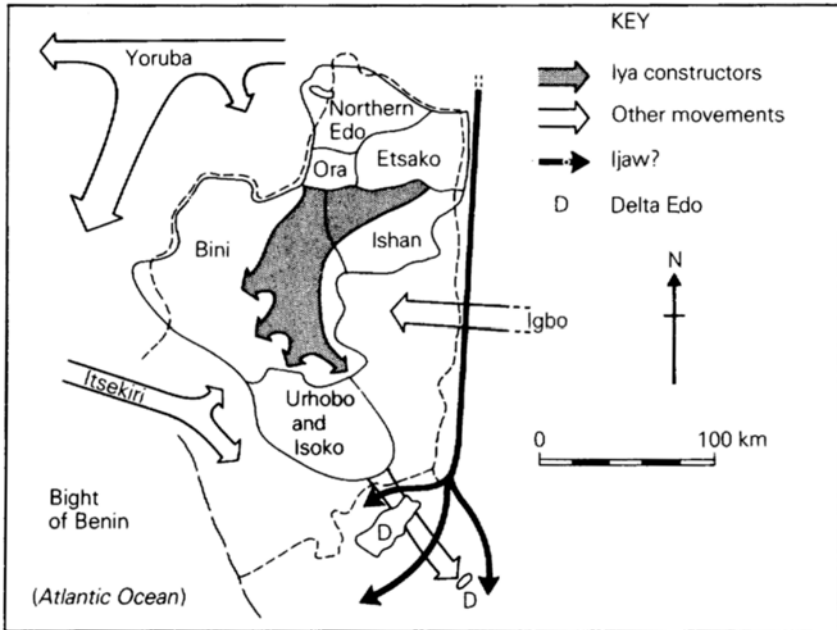 KEY
Iya constructors
Other movements
Ijaw?
D Delta Edo
N
0 100 km
Yoruba
Northern
Edo
Ora
Etsako
Bini
Ishan
Igbo
Itsekiri
Urhobo
and
Isoko
Bight
of Benin
(Atlantic Ocean)
D
D